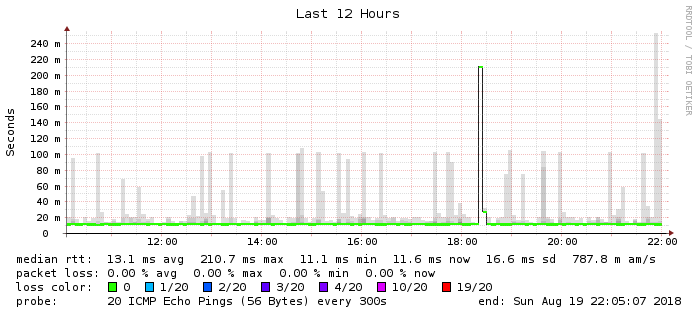 Last 12 Hours
RRDTOOL / TOBI OETIKER
Seconds
240 m
220 m
200 m
180 m
160 m
140 m
120 m
100 m
80 m
60 m
40 m
20 m
0
12:00 14:00 16:00 18:00 20:00 22:00
median rtt: 13.1 ms avg 210.7 ms max 11.1 ms min 11.6 ms now 16.6 ms sd 787.8 m am/s
packet loss: 0.00 % avg 0.00 % max 0.00 % min 0.00 % now
loss color: 0 1/20 2/20 3/20 4/20 10/20 19/20
probe: 20 ICMP Echo Pings (56 Bytes) every 300s end: Sun Aug 19 22:05:07 2018